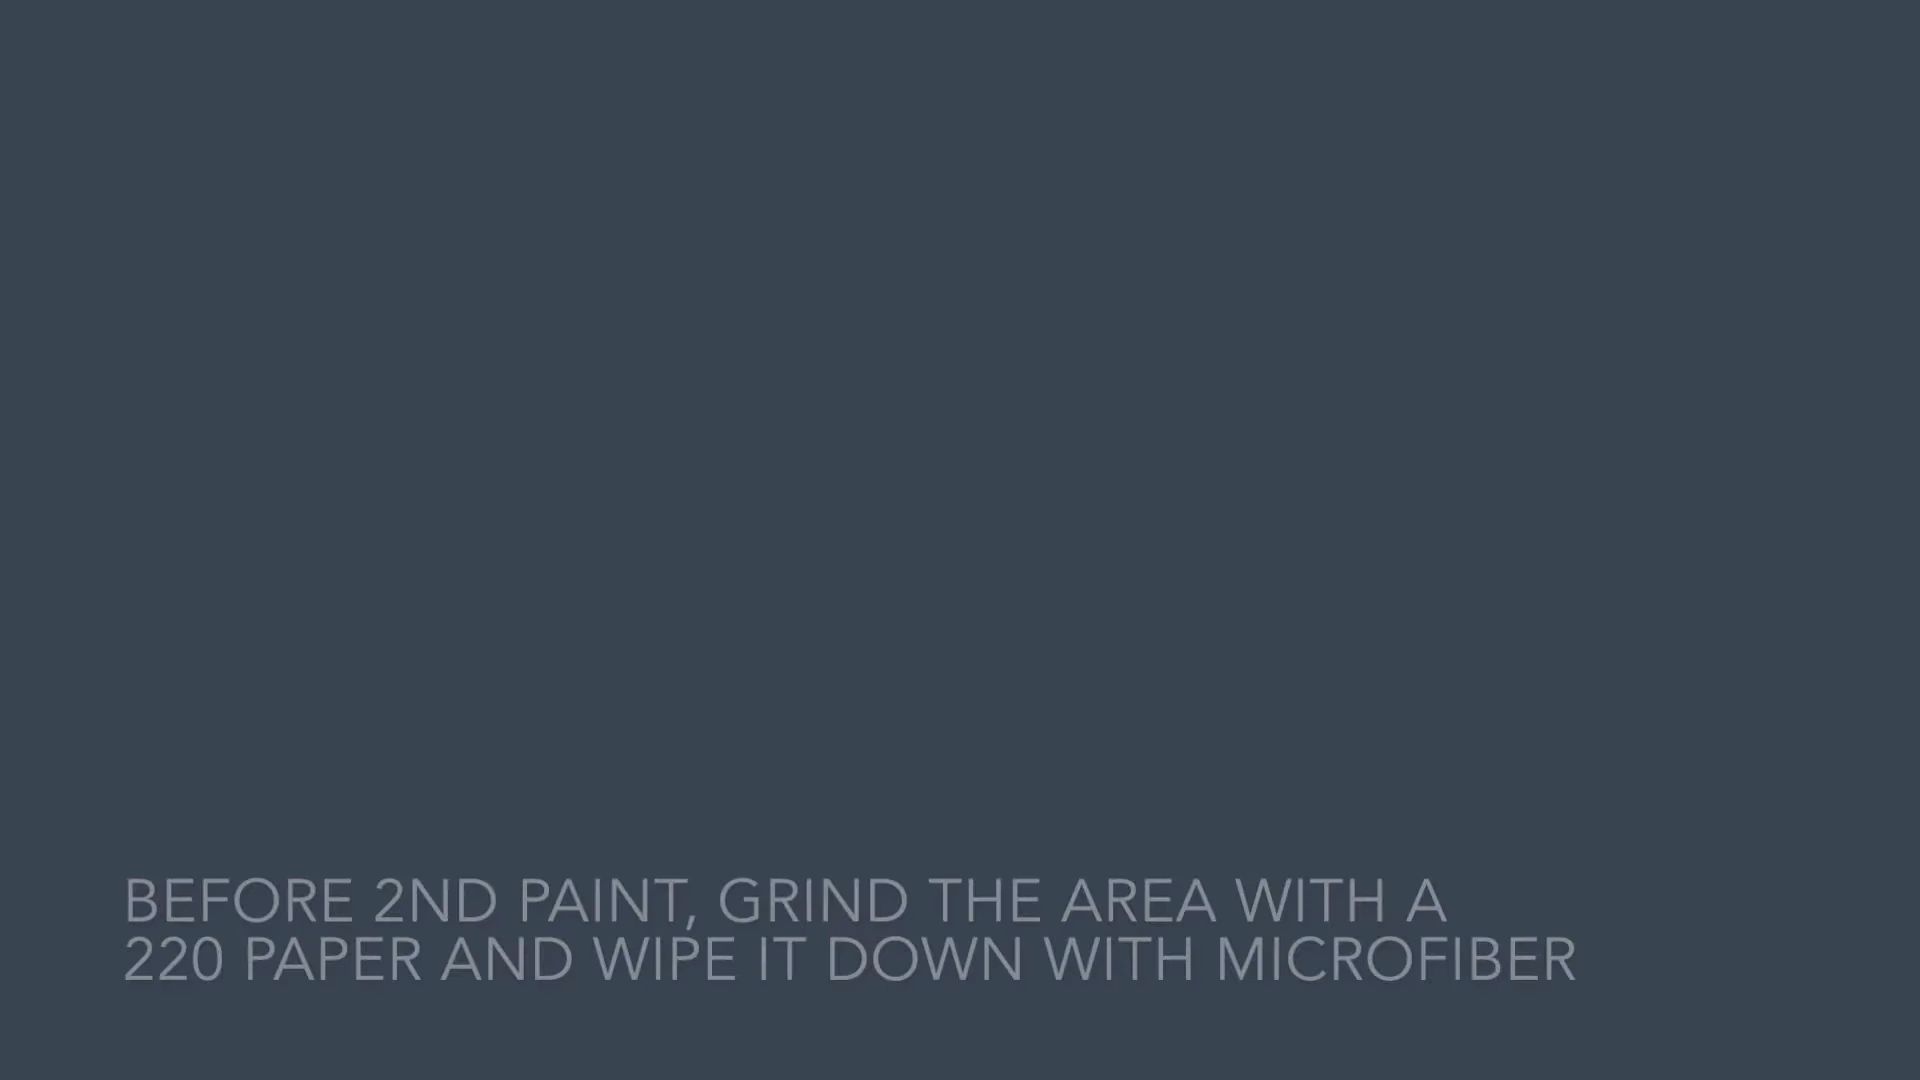 BEFORE 2ND PAINT, GRIND THE AREA WITH A
220 PAPER AND WIPE IT DOWN WITH MICROFIBER